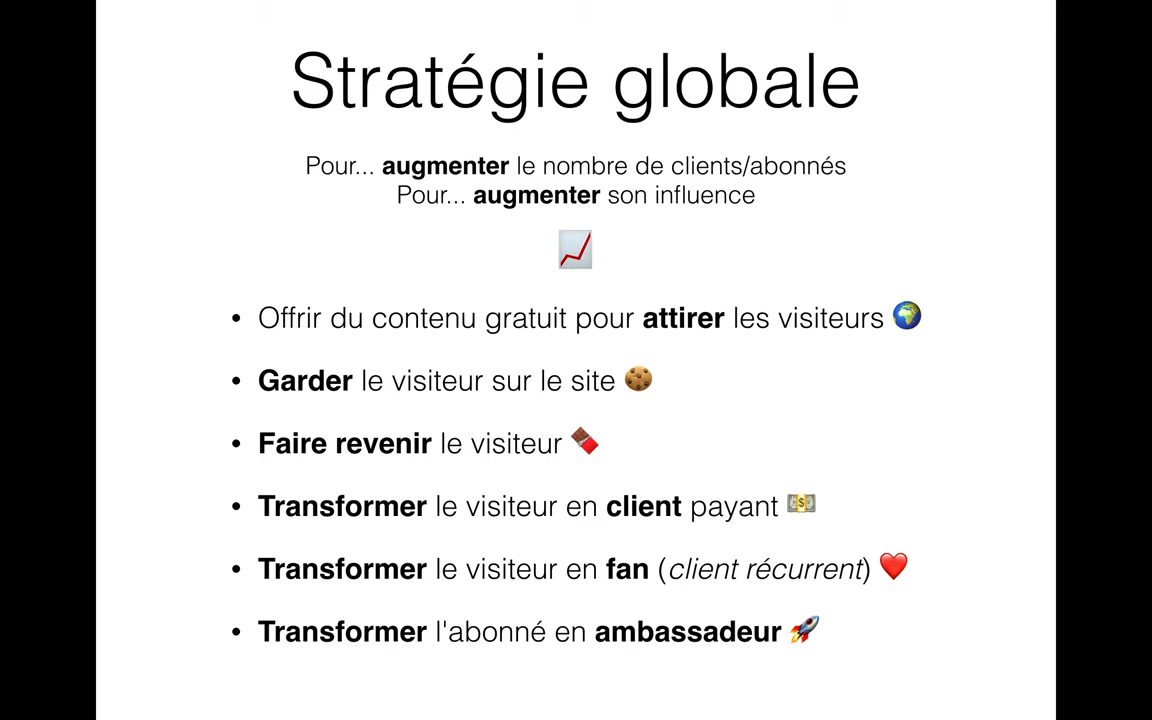 Stratégie globale
Pour... augmenter le nombre de clients/abonnés
Pour... augmenter son influence
• Offrir du contenu gratuit pour attirer les visiteurs 🌍
• Garder le visiteur sur le site 🍪
• Faire revenir le visiteur 🍫
• Transformer le visiteur en client payant 💵
• Transformer le visiteur en fan (client récurrent) ❤️
• Transformer l'abonné en ambassadeur 🚀